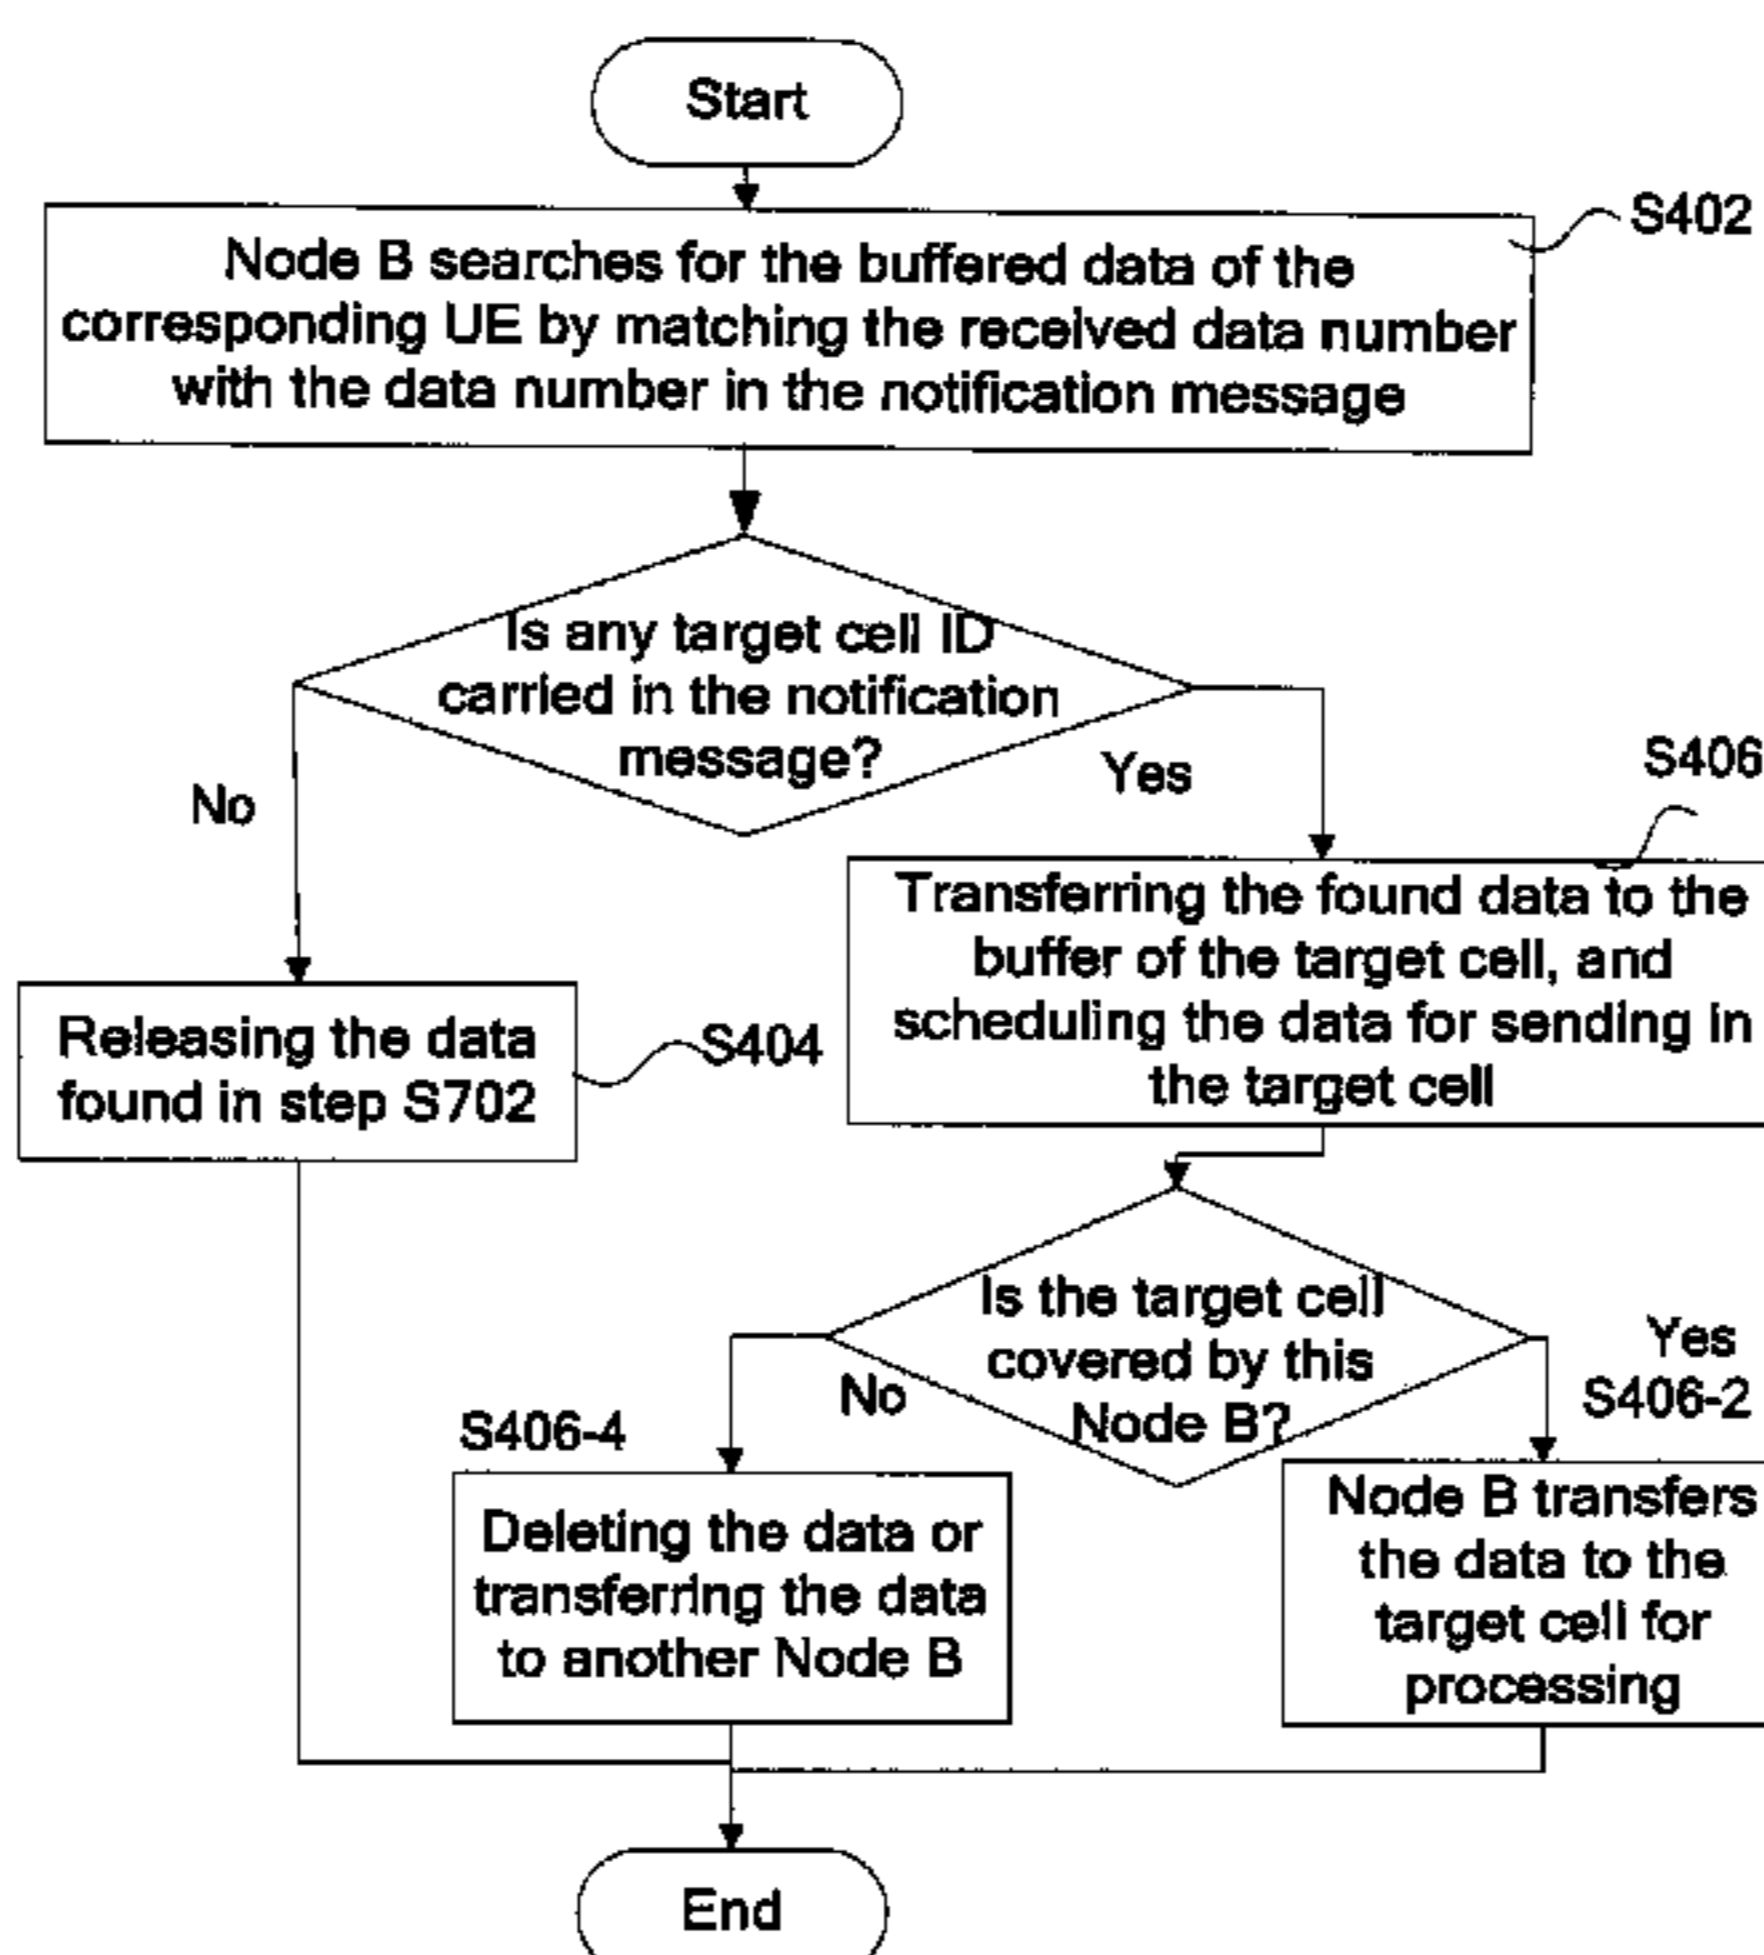 Start
S402
Node B searches for the buffered data of the
corresponding UE by matching the received data number
with the data number in the notification message
Is any target cell ID
carried in the notification
message?
No
Yes
S406
Transferring the found data to the
buffer of the target cell, and
scheduling the data for sending in
the target cell
Releasing the data
found in step S702
S404
Is the target cell
covered by this
Node B?
No
Yes
S406-2
S406-4
Deleting the data or
transferring the data
to another Node B
Node B transfers
the data to the
target cell for
processing
End